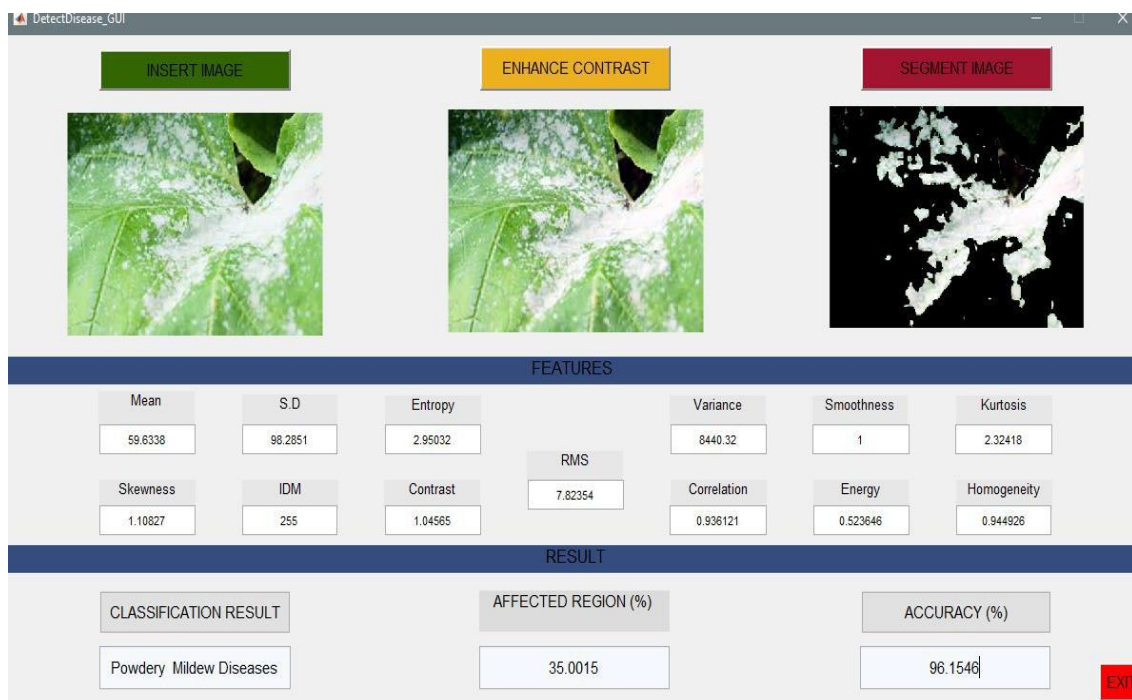 DetectDisease_GUI
INSERT IMAGE
ENHANCE CONTRAST
SEGMENT IMAGE
FEATURES
Mean
S.D
Entropy
Variance
Smoothness
Kurtosis
59.6338
98.2851
2.95032
8440.32
1
2.32418
RMS
7.82354
Skewness
IDM
Contrast
Correlation
Energy
Homogeneity
1.10827
255
1.04565
0.936121
0.523646
0.944926
RESULT
CLASSIFICATION RESULT
AFFECTED REGION (%)
ACCURACY (%)
Powdery Mildew Diseases
35.0015
96.1546